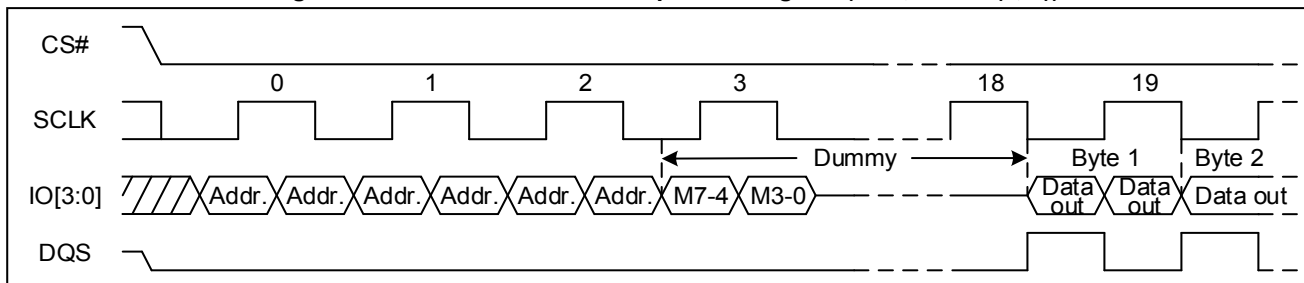 CS#
0 1 2 3 18 19
SCLK
Dummy Byte 1 Byte 2
IO[3:0] Addr. Addr. Addr. Addr. Addr. Addr. M7-4 M3-0 Data out Data out Data out
DQS